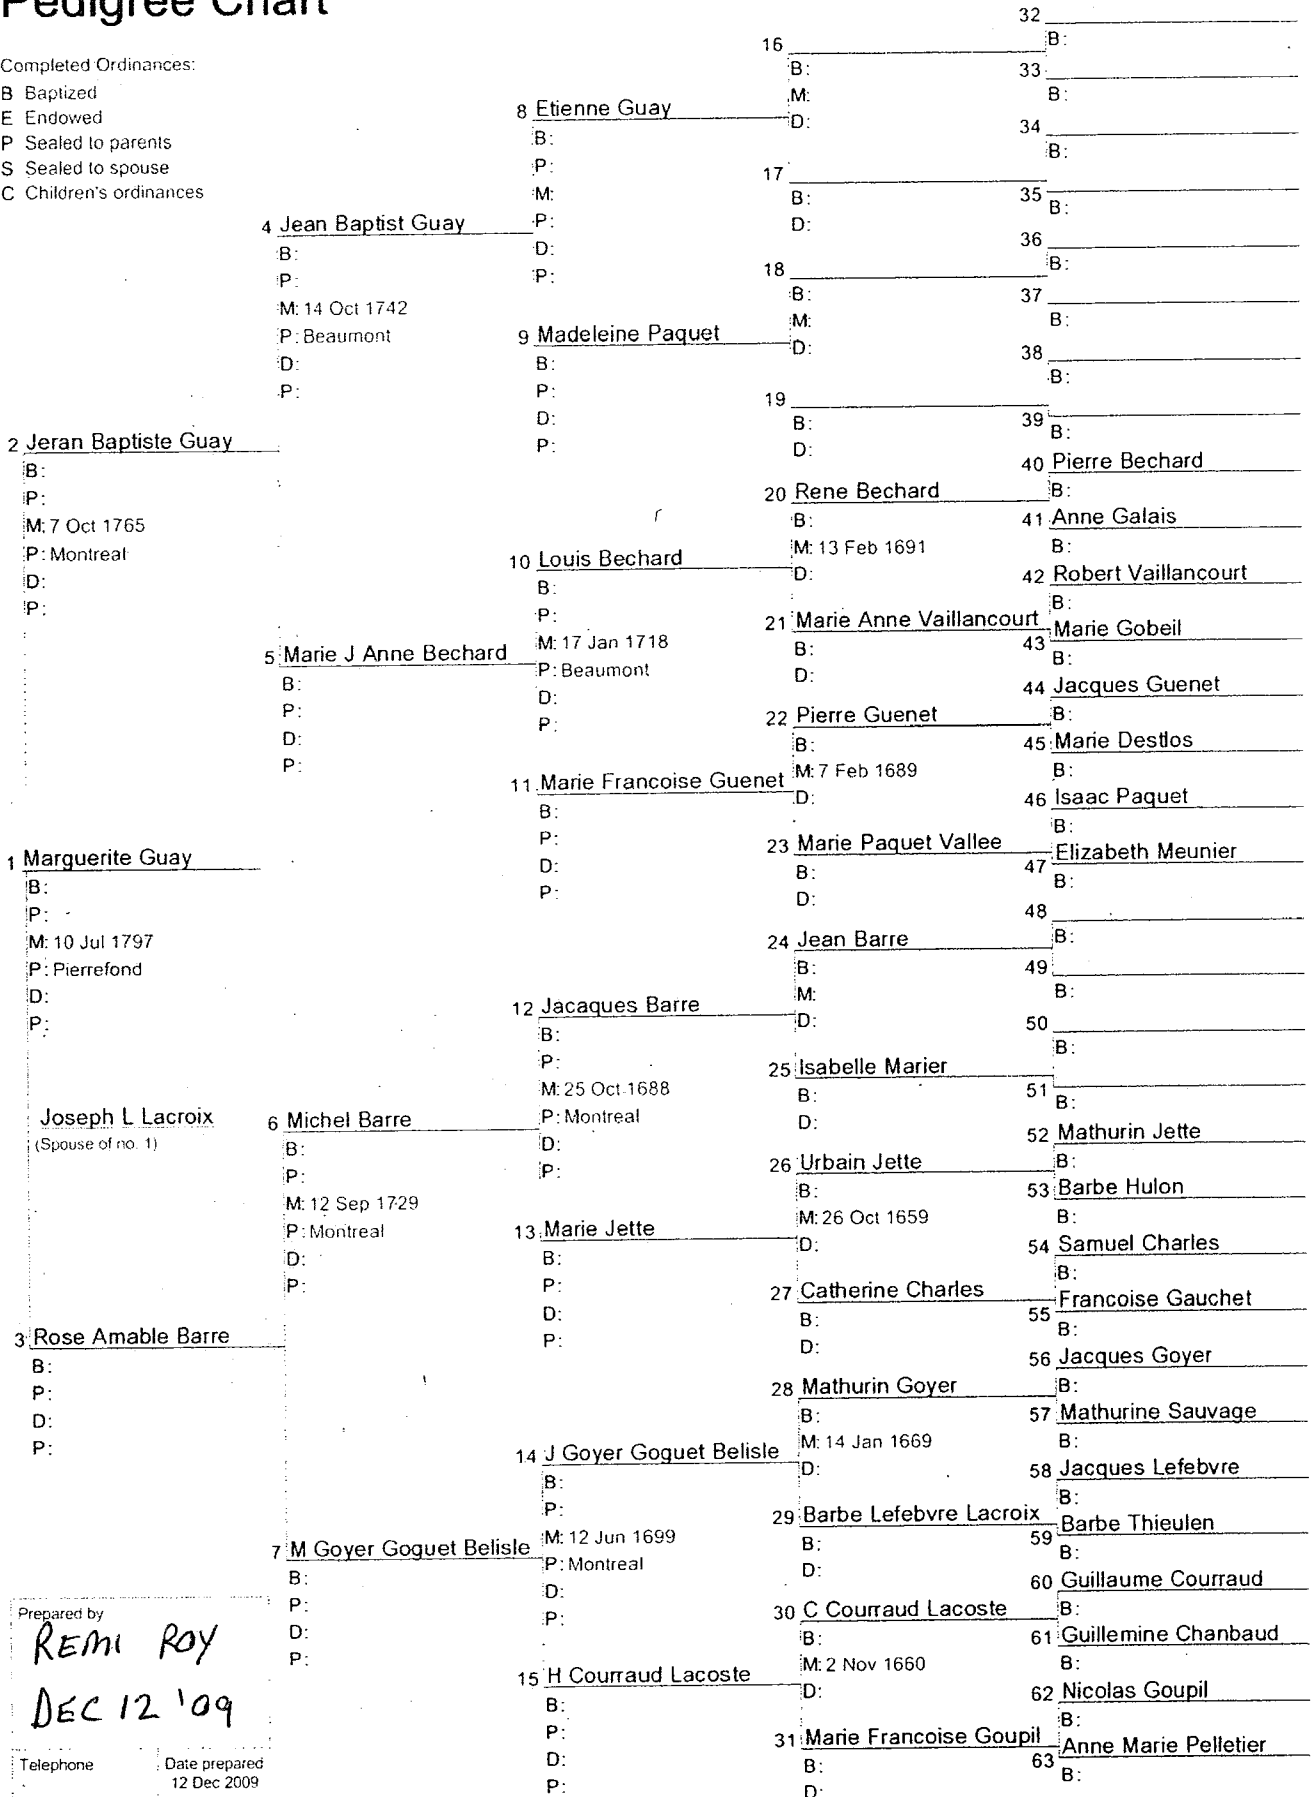 Pedigree Chart
Completed Ordinances:
B Baptized
E Endowed
P Sealed to parents
S Sealed to spouse
C Children's ordinances
1 Marguerite Guay
B:
P:
M: 10 Jul 1797
P: Pierrefond
D:
P:
Joseph L Lacroix
(Spouse of no. 1)
2 Jeran Baptiste Guay
B:
P:
M: 7 Oct 1765
P: Montreal
D:
P:
3 Rose Amable Barre
B:
P:
D:
P:
4 Jean Baptist Guay
B:
P:
M: 14 Oct 1742
P: Beaumont
D:
P:
5 Marie J Anne Bechard
B:
P:
D:
P:
6 Michel Barre
B:
P:
M: 12 Sep 1729
P: Montreal
D:
P:
7 M Goyer Goguet Belisle
B:
P:
D:
P:
8 Etienne Guay
B:
P:
M:
P:
D:
P:
9 Madeleine Paquet
B:
P:
D:
P:
10 Louis Bechard
B:
P:
M: 17 Jan 1718
P: Beaumont
D:
P:
11 Marie Francoise Guenet
B:
P:
D:
P:
12 Jacaques Barre
B:
P:
M: 25 Oct 1688
P: Montreal
D:
P:
13 Marie Jette
B:
P:
D:
P:
14 J Goyer Goguet Belisle
B:
P:
M: 12 Jun 1699
P: Montreal
D:
P:
15 H Courraud Lacoste
B:
P:
D:
P:
16
B:
M:
D:
17
B:
D:
18
B:
M:
D:
19
B:
D:
20 Rene Bechard
B:
M: 13 Feb 1691
D:
21 Marie Anne Vaillancourt
B:
D:
22 Pierre Guenet
B:
M: 7 Feb 1689
D:
23 Marie Paquet Vallee
B:
D:
24 Jean Barre
B:
M:
D:
25 Isabelle Marier
B:
D:
26 Urbain Jette
B:
M: 26 Oct 1659
D:
27 Catherine Charles
B:
D:
28 Mathurin Goyer
B:
M: 14 Jan 1669
D:
29 Barbe Lefebvre Lacroix
B:
D:
30 C Courraud Lacoste
B:
M: 2 Nov 1660
D:
31 Marie Francoise Goupil
B:
D:
32
B:
33
B:
34
B:
35
B:
36
B:
37
B:
38
B:
39
B:
40 Pierre Bechard
B:
41 Anne Galais
B:
42 Robert Vaillancourt
B:
43 Marie Gobeil
B:
44 Jacques Guenet
B:
45 Marie Destlos
B:
46 Isaac Paquet
B:
47 Elizabeth Meunier
B:
48
B:
49
B:
50
B:
51
B:
52 Mathurin Jette
B:
53 Barbe Hulon
B:
54 Samuel Charles
B:
55 Francoise Gauchet
B:
56 Jacques Goyer
B:
57 Mathurine Sauvage
B:
58 Jacques Lefebvre
B:
59 Barbe Thieulen
B:
60 Guillaume Courraud
B:
61 Guillemine Chanbaud
B:
62 Nicolas Goupil
B:
63 Anne Marie Pelletier
B:
Prepared by
REMI ROY
DEC 12 '09
Telephone
Date prepared
12 Dec 2009